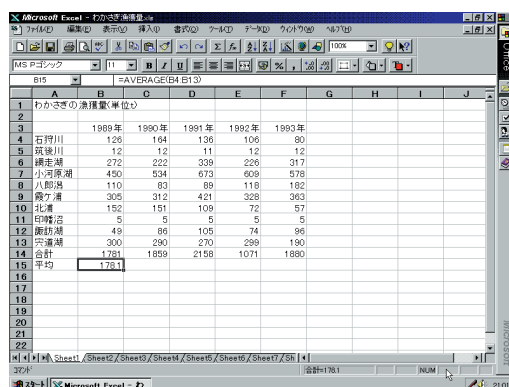 Microsoft Excel - わかさぎ漁獲量.xls
ファイル(F) 編集(E) 表示(V) 挿入(I) 書式(O) ツール(T) データ(D) ウィンドウ(W) ヘルプ(H)
100%
MS Pゴシック 11 B I U
B15 =AVERAGE(B4:B13)
A B C D E F G H I J
1 わかさぎの漁獲量(単位t)
2
3 1989年 1990年 1991年 1992年 1993年
4 石狩川 126 164 136 106 80
5 筑後川 12 12 11 12 12
6 網走湖 272 222 339 226 317
7 小河原湖 450 534 673 609 578
8 八郎潟 110 83 89 118 182
9 霞ケ浦 305 312 421 328 363
10 北浦 152 151 109 72 57
11 印幡沼 5 5 5 5 5
12 諏訪湖 49 86 105 74 96
13 宍道湖 300 290 270 299 190
14 合計 1781 1859 2158 1071 1880
15 平均 178.1
16
17
18
19
20
21
22
Sheet1 Sheet2 Sheet3 Sheet4 Sheet5 Sheet6 Sheet7 Sh
コマンド 合計=178.1 NUM
スタート Microsoft Excel - わ 21:01
Office
Microsoft